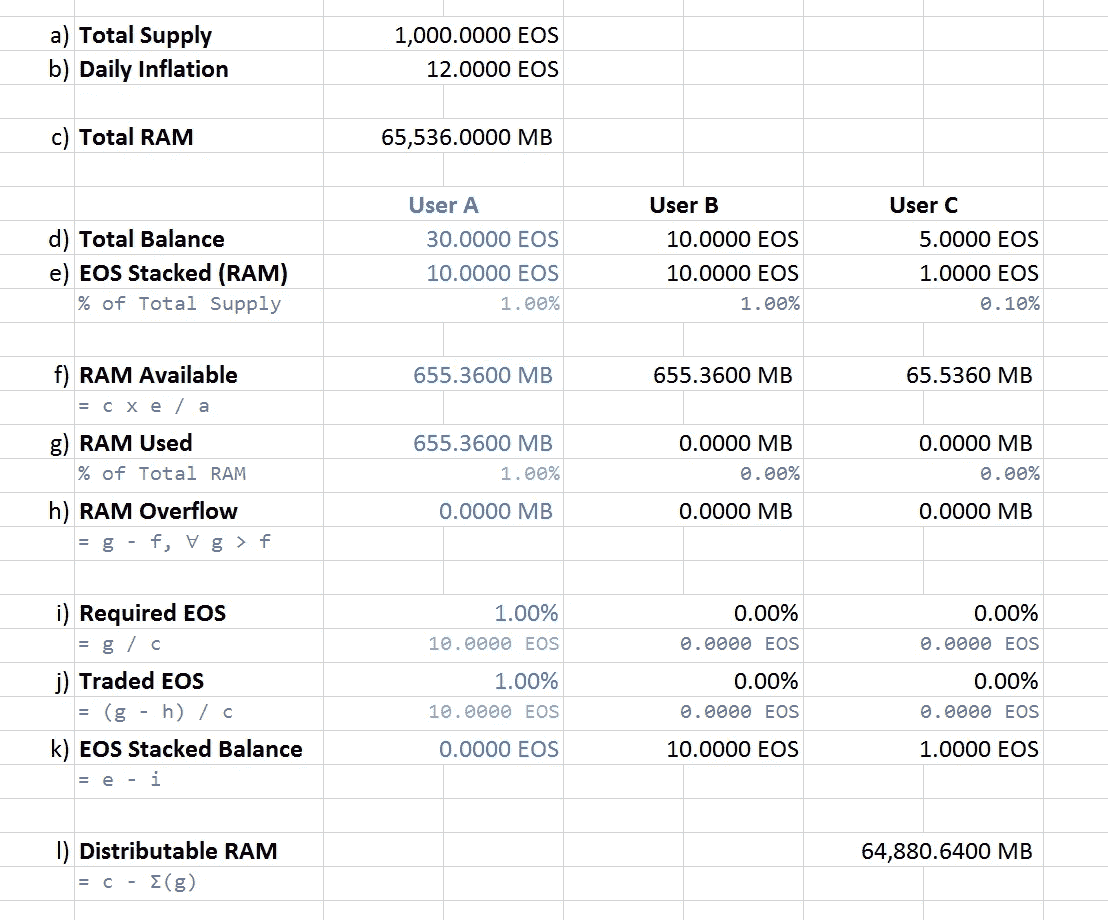 a) Total Supply 1,000.0000 EOS
b) Daily Inflation 12.0000 EOS
c) Total RAM 65,536.0000 MB
User A User B User C
d) Total Balance 30.0000 EOS 10.0000 EOS 5.0000 EOS
e) EOS Stacked (RAM) 10.0000 EOS 10.0000 EOS 1.0000 EOS
% of Total Supply 1.00% 1.00% 0.10%
f) RAM Available 655.3600 MB 655.3600 MB 65.5360 MB
= c x e / a
g) RAM Used 655.3600 MB 0.0000 MB 0.0000 MB
% of Total RAM 1.00% 0.00% 0.00%
h) RAM Overflow 0.0000 MB 0.0000 MB 0.0000 MB
= g - f, ∀ g > f
i) Required EOS 1.00% 0.00% 0.00%
= g / c 10.0000 EOS 0.0000 EOS 0.0000 EOS
j) Traded EOS 1.00% 0.00% 0.00%
= (g - h) / c 10.0000 EOS 0.0000 EOS 0.0000 EOS
k) EOS Stacked Balance 0.0000 EOS 10.0000 EOS 1.0000 EOS
= e - i
l) Distributable RAM 64,880.6400 MB
= c - Σ(g)